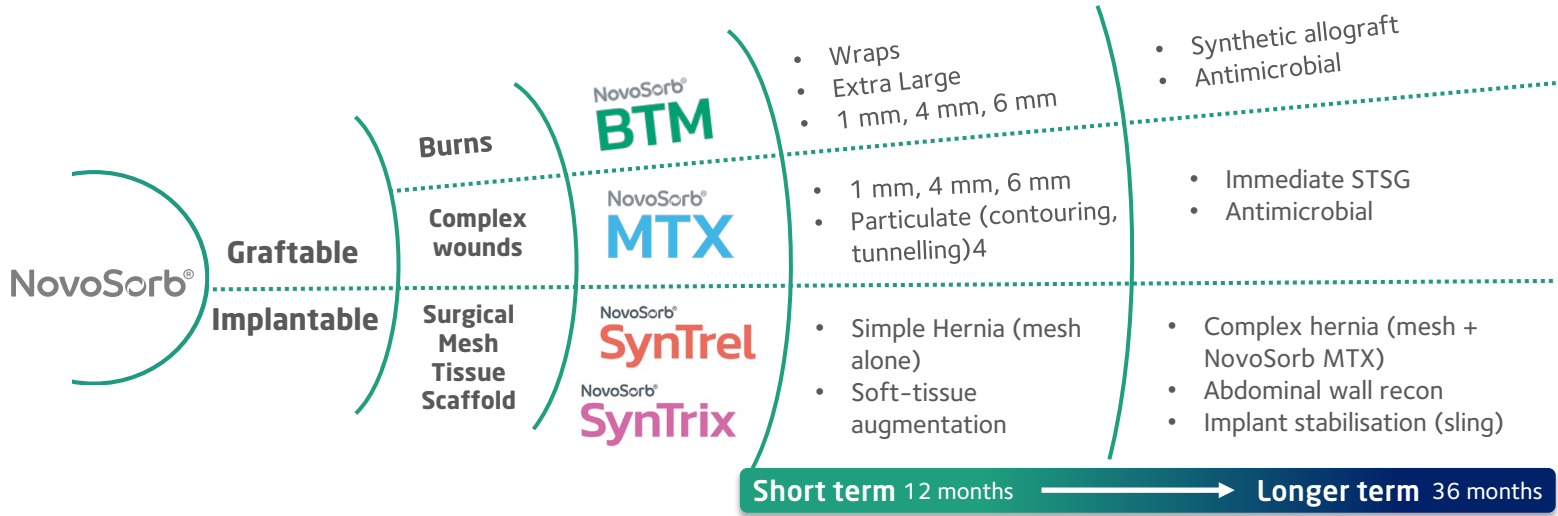 NovoSorb®
Graftable
Implantable
Burns
Complex
wounds
Surgical
Mesh
Tissue
Scaffold
NovoSorb®
BTM
NovoSorb®
MTX
NovoSorb®
SynTrel
NovoSorb®
SynTrix
• Wraps
• Extra Large
• 1 mm, 4 mm, 6 mm
• 1 mm, 4 mm, 6 mm
• Particulate (contouring,
tunnelling)4
• Simple Hernia (mesh
alone)
• Soft-tissue
augmentation
• Synthetic allograft
• Antimicrobial
• Immediate STSG
• Antimicrobial
• Complex hernia (mesh +
NovoSorb MTX)
• Abdominal wall recon
• Implant stabilisation (sling)
Short term 12 months Longer term 36 months